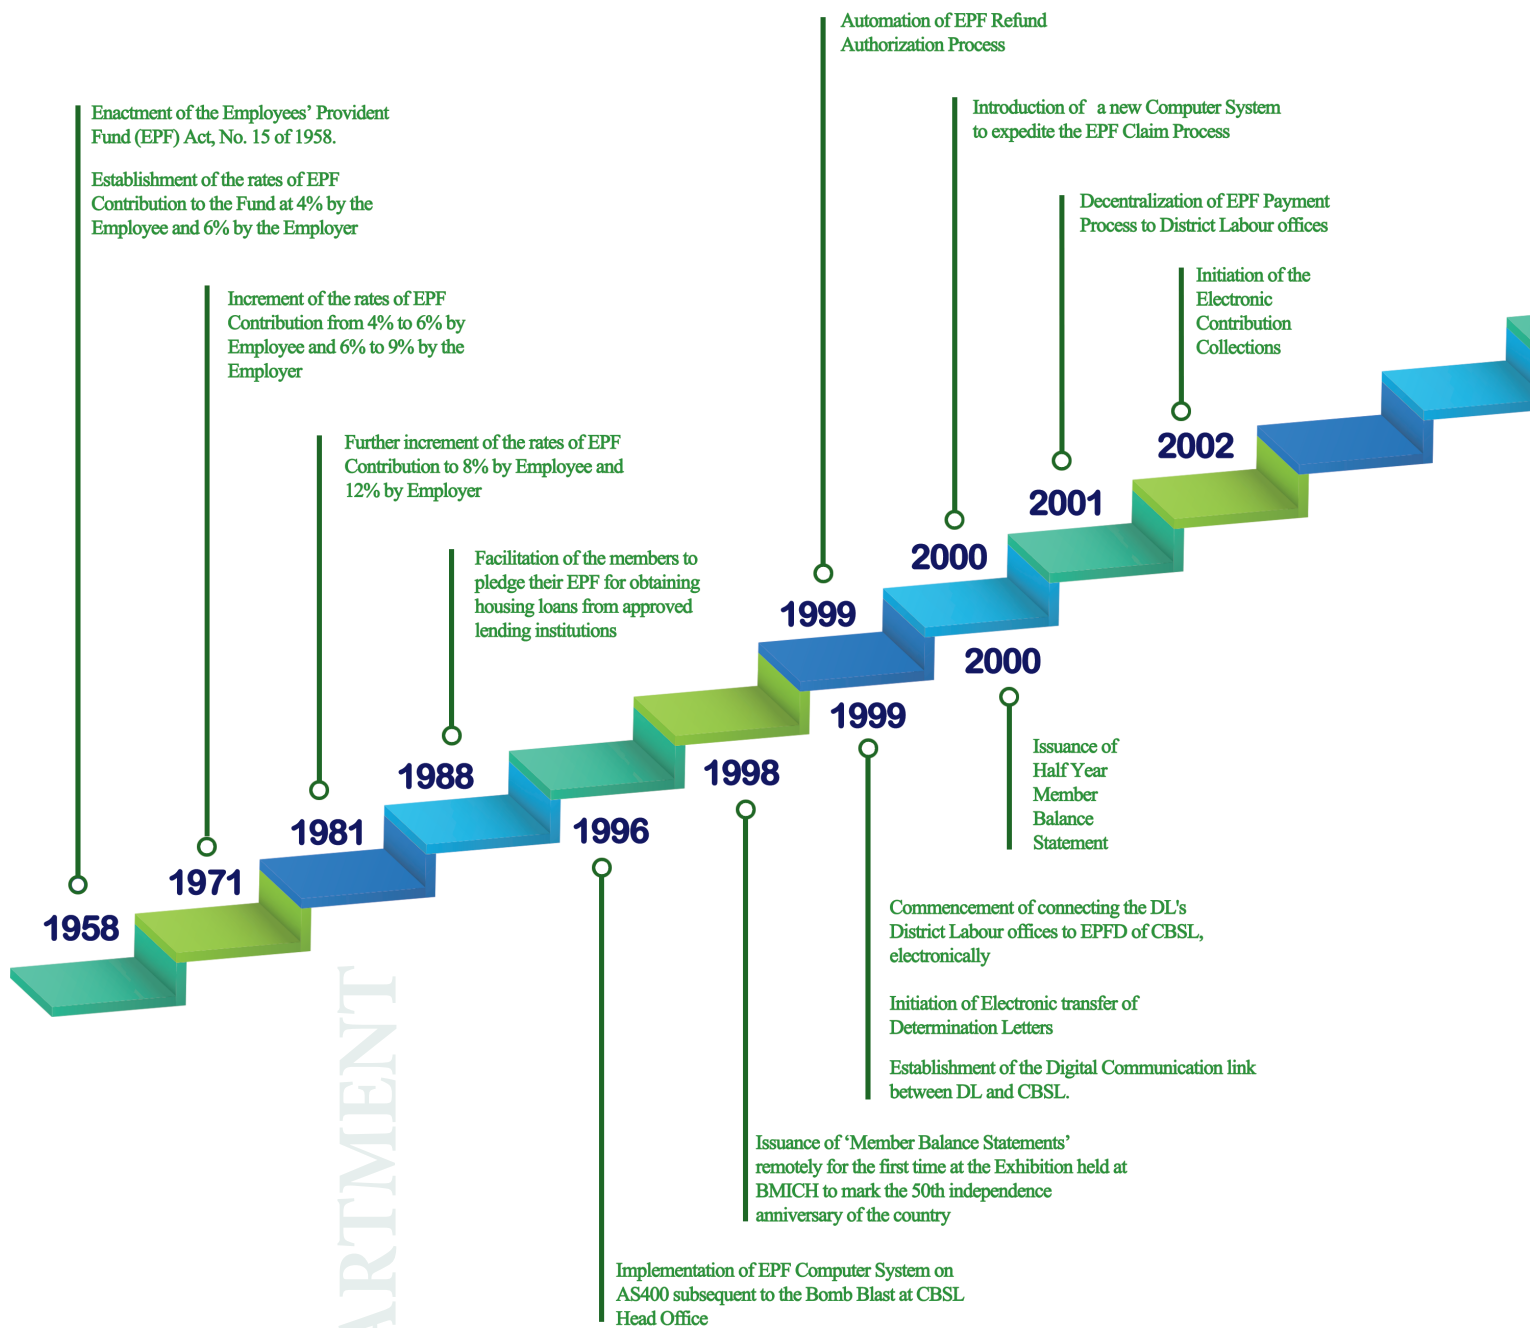 Automation of EPF Refund
Authorization Process
Enactment of the Employees’ Provident
Fund (EPF) Act, No. 15 of 1958.
Establishment of the rates of EPF
Contribution to the Fund at 4% by the
Employee and 6% by the Employer
Introduction of a new Computer System
to expedite the EPF Claim Process
Decentralization of EPF Payment
Process to District Labour offices
Initiation of the
Electronic
Contribution
Collections
Increment of the rates of EPF
Contribution from 4% to 6% by
Employee and 6% to 9% by the
Employer
Further increment of the rates of EPF
Contribution to 8% by Employee and
12% by Employer
Facilitation of the members to
pledge their EPF for obtaining
housing loans from approved
lending institutions
2002
2001
2000
1999
1988
1981
1971
1958
2000
1999
1998
1996
Issuance of
Half Year
Member
Balance
Statement
Commencement of connecting the DL's
District Labour offices to EPFD of CBSL,
electronically
Initiation of Electronic transfer of
Determination Letters
Establishment of the Digital Communication link
between DL and CBSL.
Issuance of ‘Member Balance Statements’
remotely for the first time at the Exhibition held at
BMICH to mark the 50th independence
anniversary of the country
Implementation of EPF Computer System on
AS400 subsequent to the Bomb Blast at CBSL
Head Office
ARTMENT